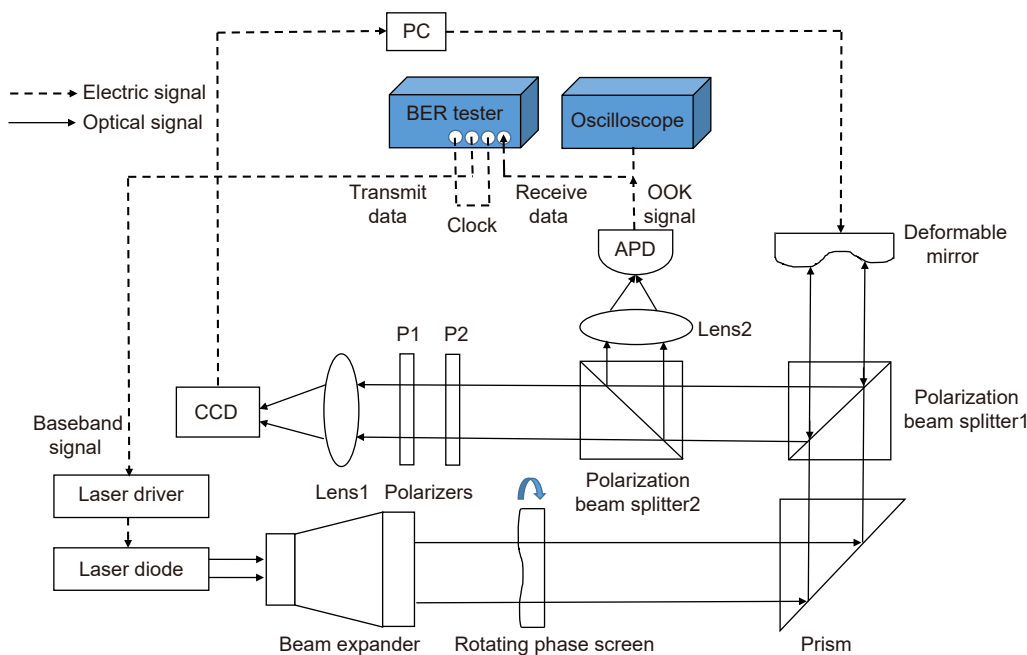 PC
Electric signal
Optical signal
BER tester
Oscilloscope
Transmit
data
Clock
Receive
data
OOK
signal
APD
Deformable
mirror
Lens2
P1
P2
CCD
Polarization
beam splitter1
Baseband
signal
Lens1
Polarizers
Polarization
beam splitter2
Laser driver
Laser diode
Beam expander
Rotating phase screen
Prism